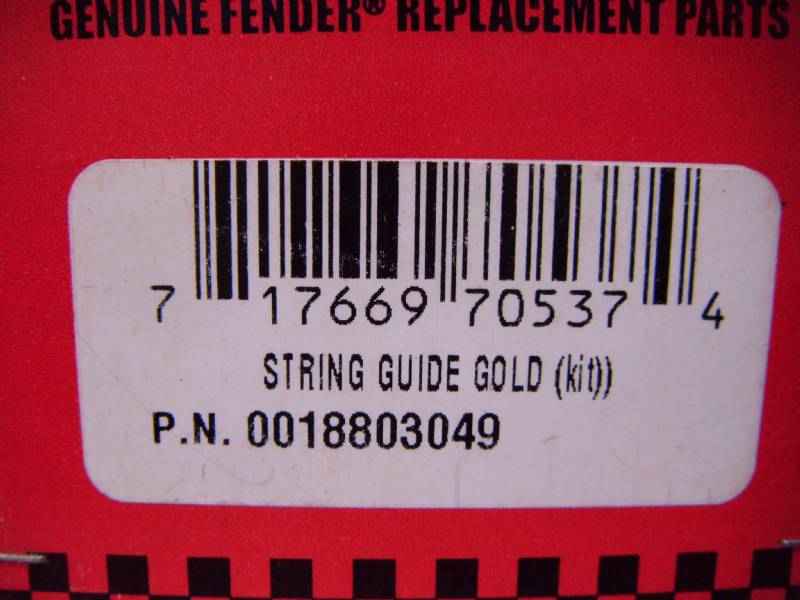 GENUINE FENDER® REPLACEMENT PARTS
7 17669 70537 4
STRING GUIDE GOLD (kit))
P.N. 0018803049